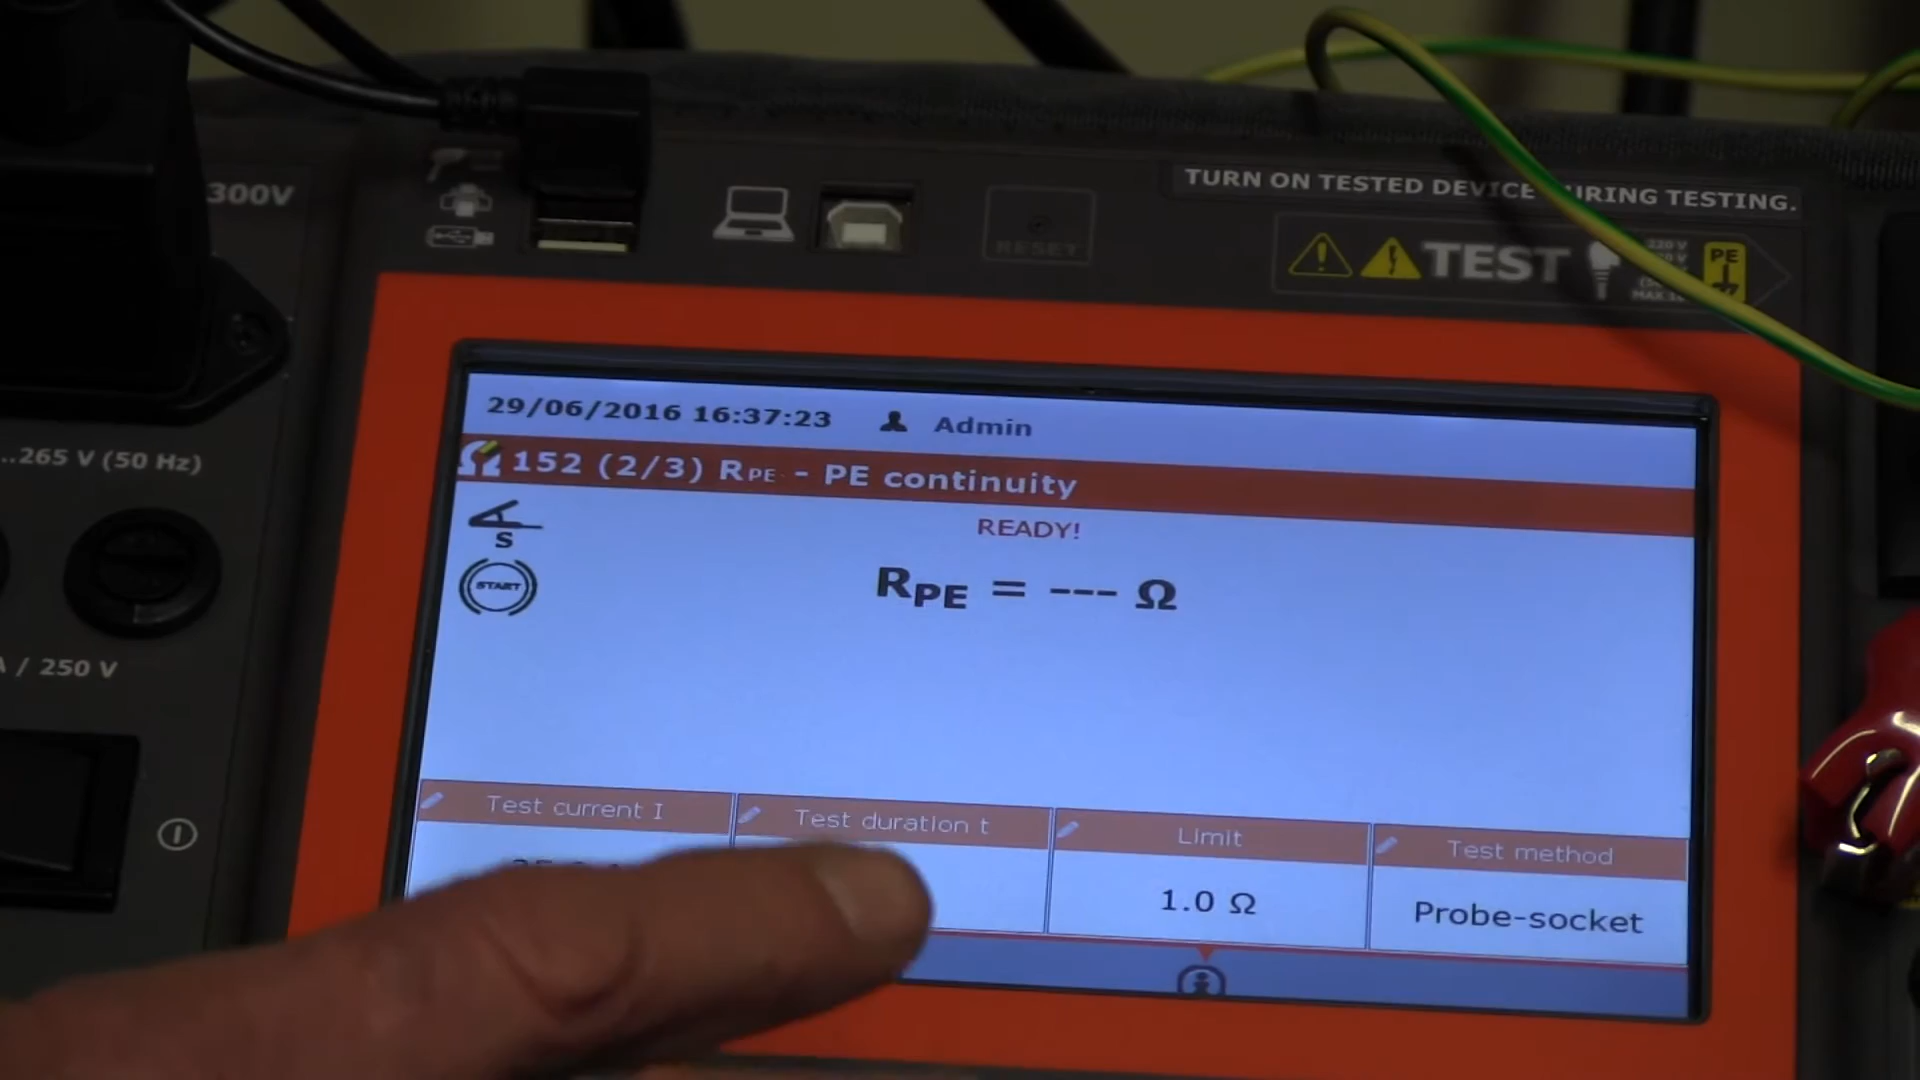 300V
RESET
TURN ON TESTED DEVICE DURING TESTING.
TEST
PE
...265 V (50 Hz)
A / 250 V
29/06/2016 16:37:23 Admin
152 (2/3) RPE - PE continuity
READY!
S
START
RPE = --- Ω
Test current I
Test duration t
Limit
Test method
1.0 Ω
Probe-socket